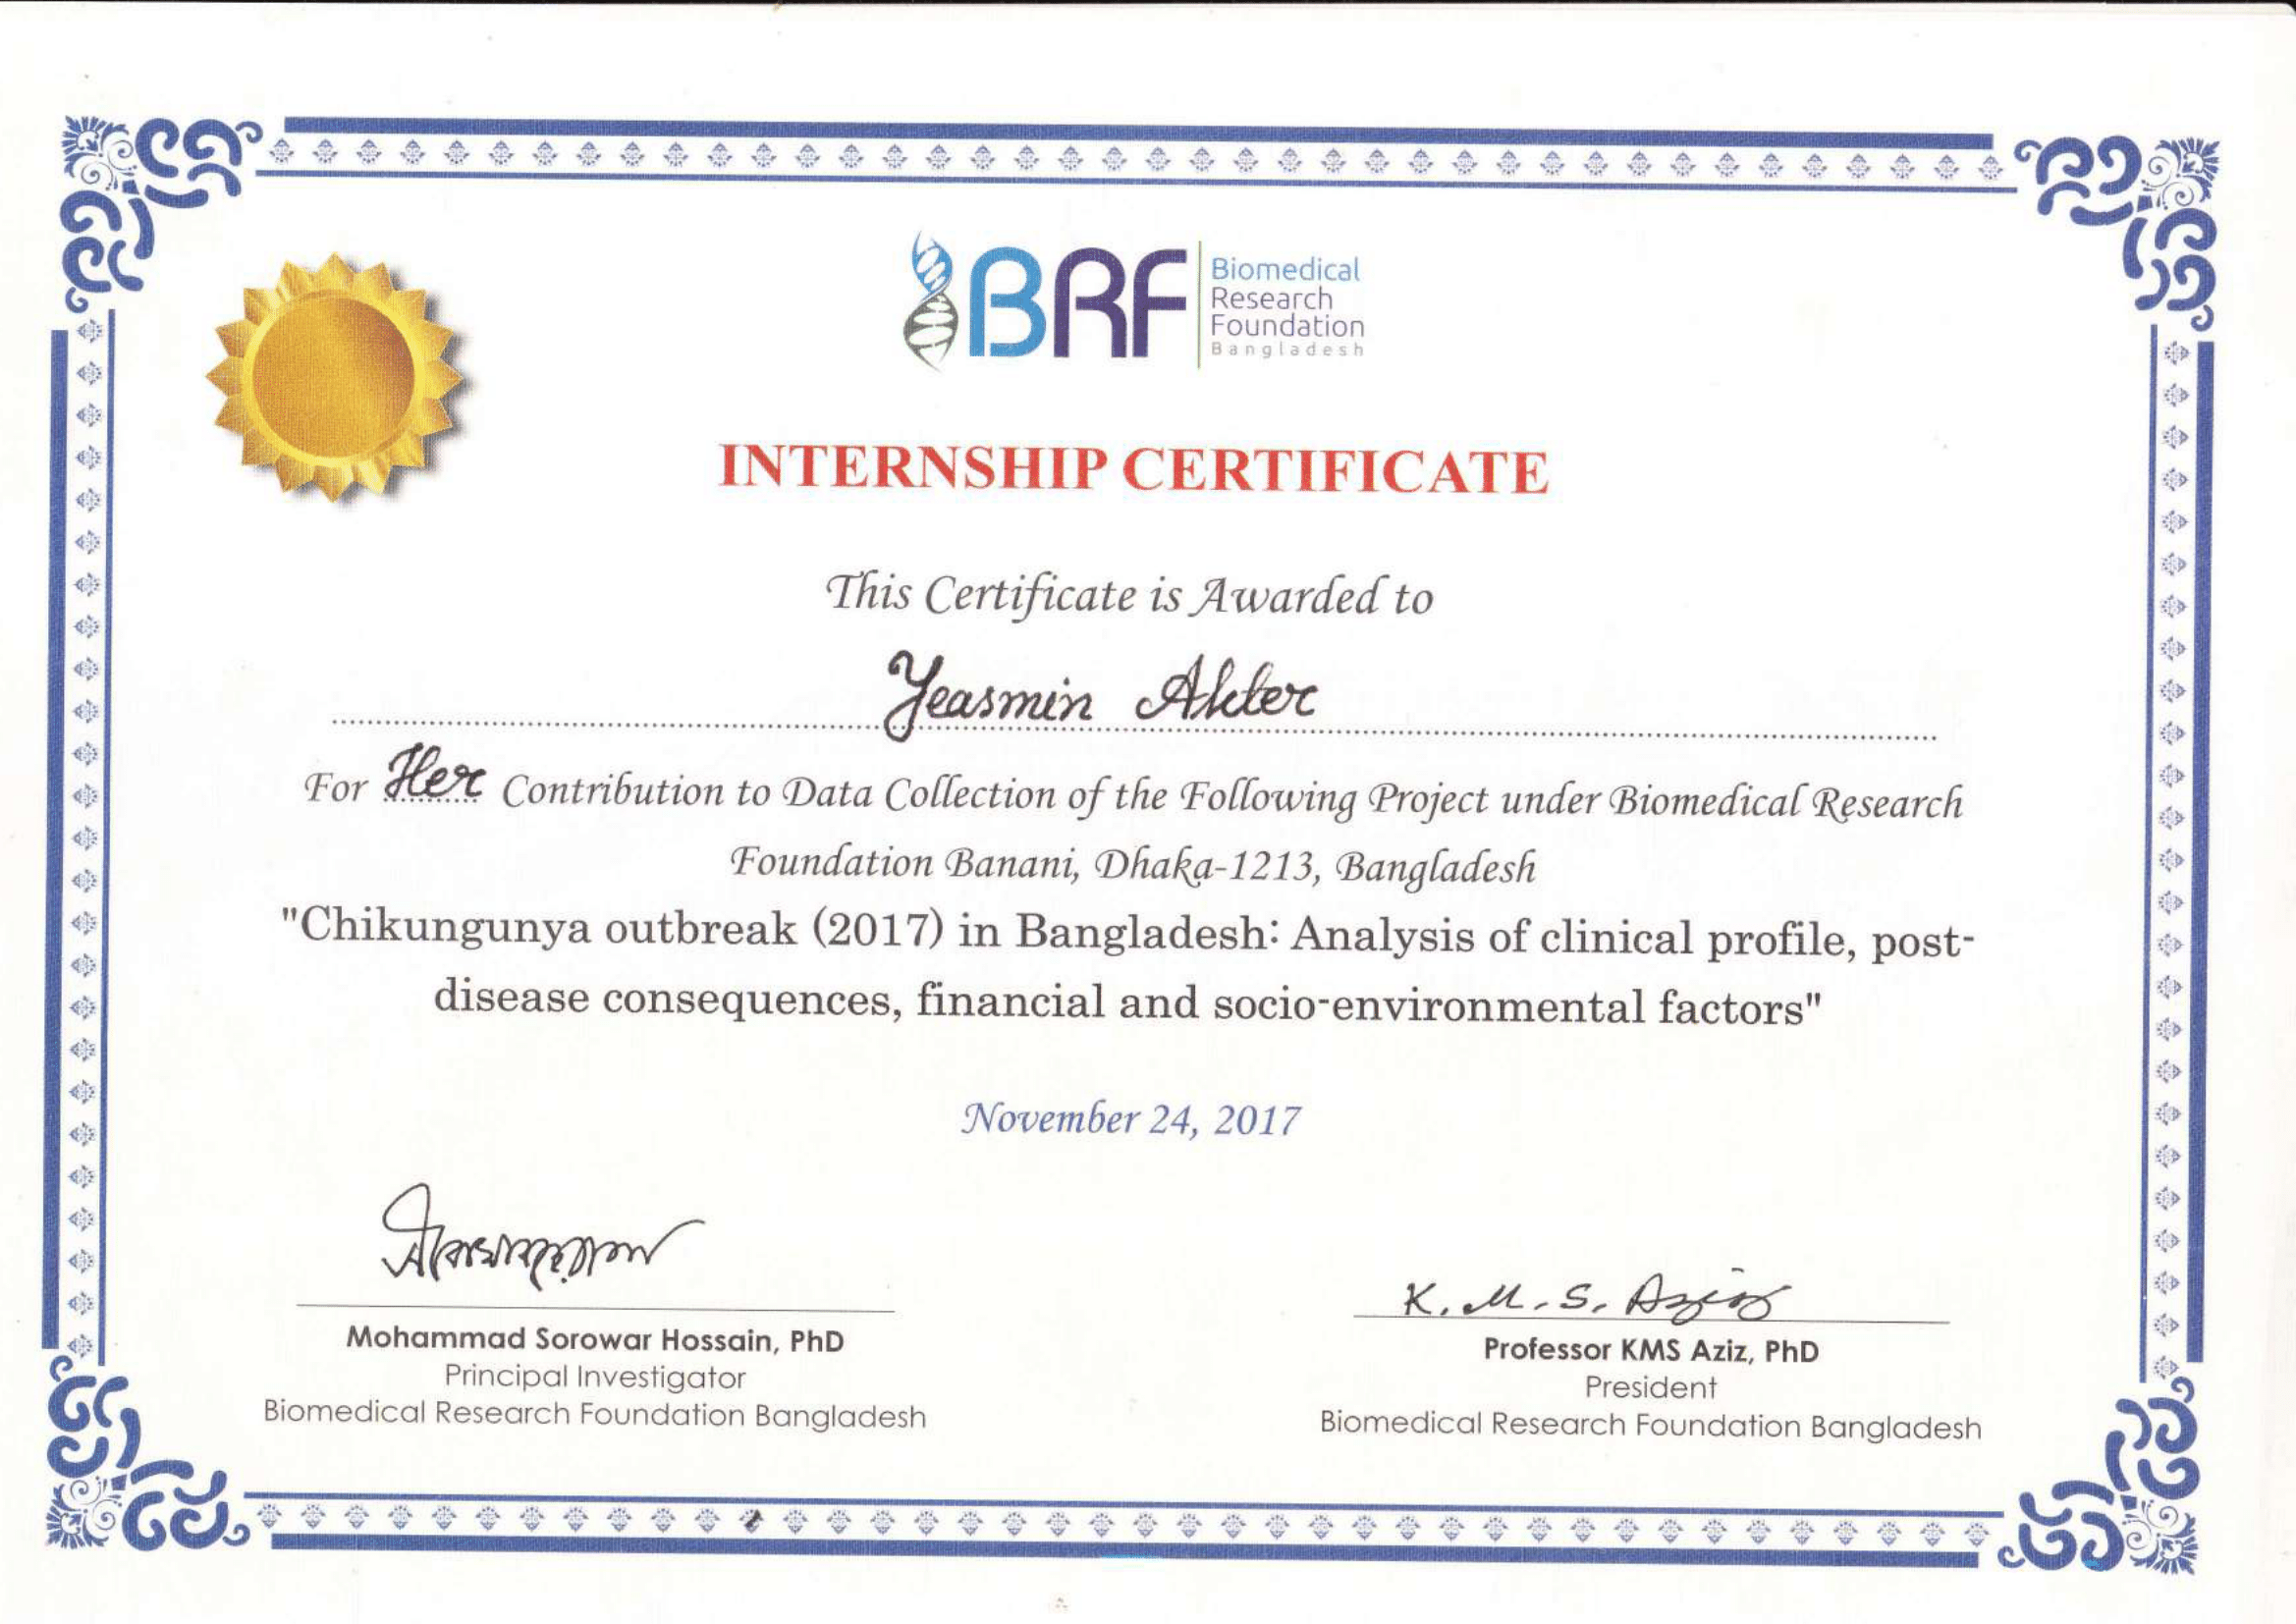 BRF
Biomedical
Research
Foundation
Bangladesh
INTERNSHIP CERTIFICATE
This Certificate is Awarded to
Yeasmin Akter
For Her Contribution to Data Collection of the Following Project under Biomedical Research
Foundation Banani, Dhaka-1213, Bangladesh
"Chikungunya outbreak (2017) in Bangladesh: Analysis of clinical profile, post-
disease consequences, financial and socio-environmental factors"
November 24, 2017
K. M. S. Aziz
Mohammad Sorowar Hossain, PhD
Principal Investigator
Biomedical Research Foundation Bangladesh
Professor KMS Aziz, PhD
President
Biomedical Research Foundation Bangladesh